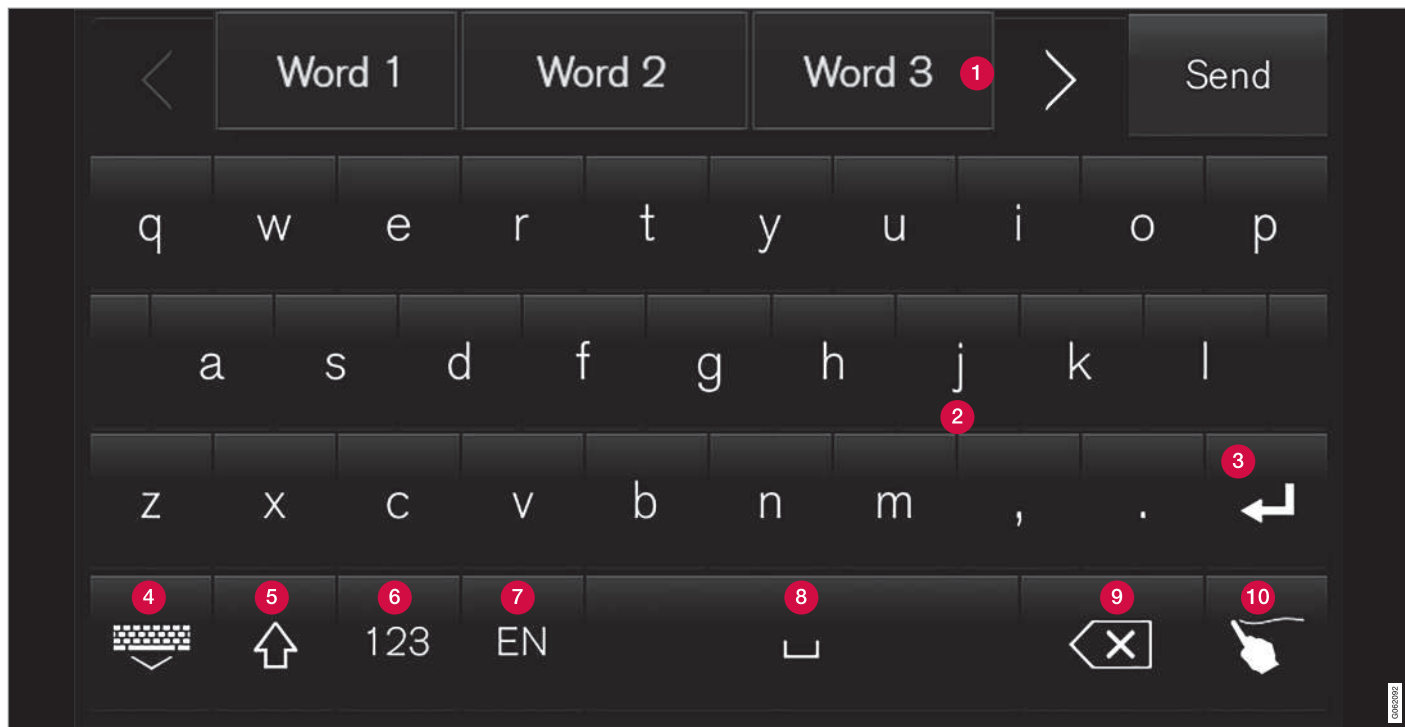 Word 1 Word 2 Word 3 1 Send
q w e r t y u i o p
a s d f g h j k l
2
z x c v b n m , . 3
4 5 6 7 8 9 10
123 EN
G062092